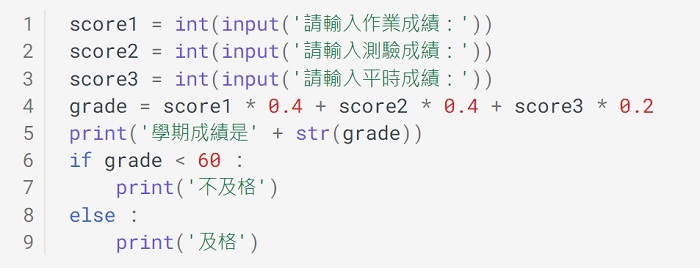 1 score1 = int(input('請輸入作業成績：'))
2 score2 = int(input('請輸入測驗成績：'))
3 score3 = int(input('請輸入平時成績：'))
4 grade = score1 * 0.4 + score2 * 0.4 + score3 * 0.2
5 print('學期成績是' + str(grade))
6 if grade < 60 :
7     print('不及格')
8 else :
9     print('及格')